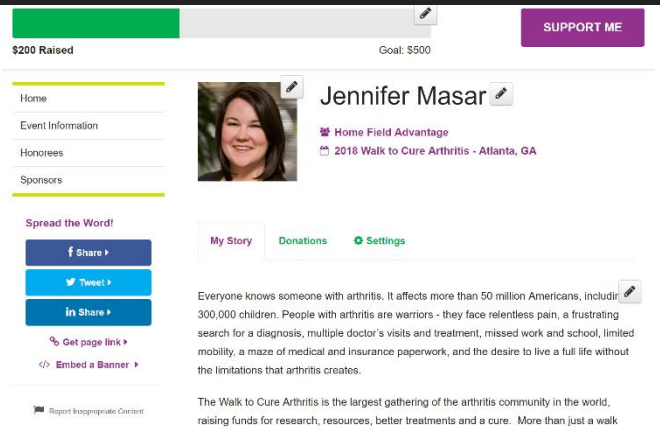 $200 Raised
Goal: $500
SUPPORT ME
Home
Event Information
Honorees
Sponsors
Spread the Word!
f Share
Tweet
in Share
Get page link
</> Embed a Banner
Report Inappropriate Content
Jennifer Masar
Home Field Advantage
2018 Walk to Cure Arthritis - Atlanta, GA
My Story
Donations
Settings
Everyone knows someone with arthritis. It affects more than 50 million Americans, includin
300,000 children. People with arthritis are warriors - they face relentless pain, a frustrating
search for a diagnosis, multiple doctor's visits and treatment, missed work and school, limited
mobility, a maze of medical and insurance paperwork, and the desire to live a full life without
the limitations that arthritis creates.
The Walk to Cure Arthritis is the largest gathering of the arthritis community in the world,
raising funds for research, resources, better treatments and a cure. More than just a walk